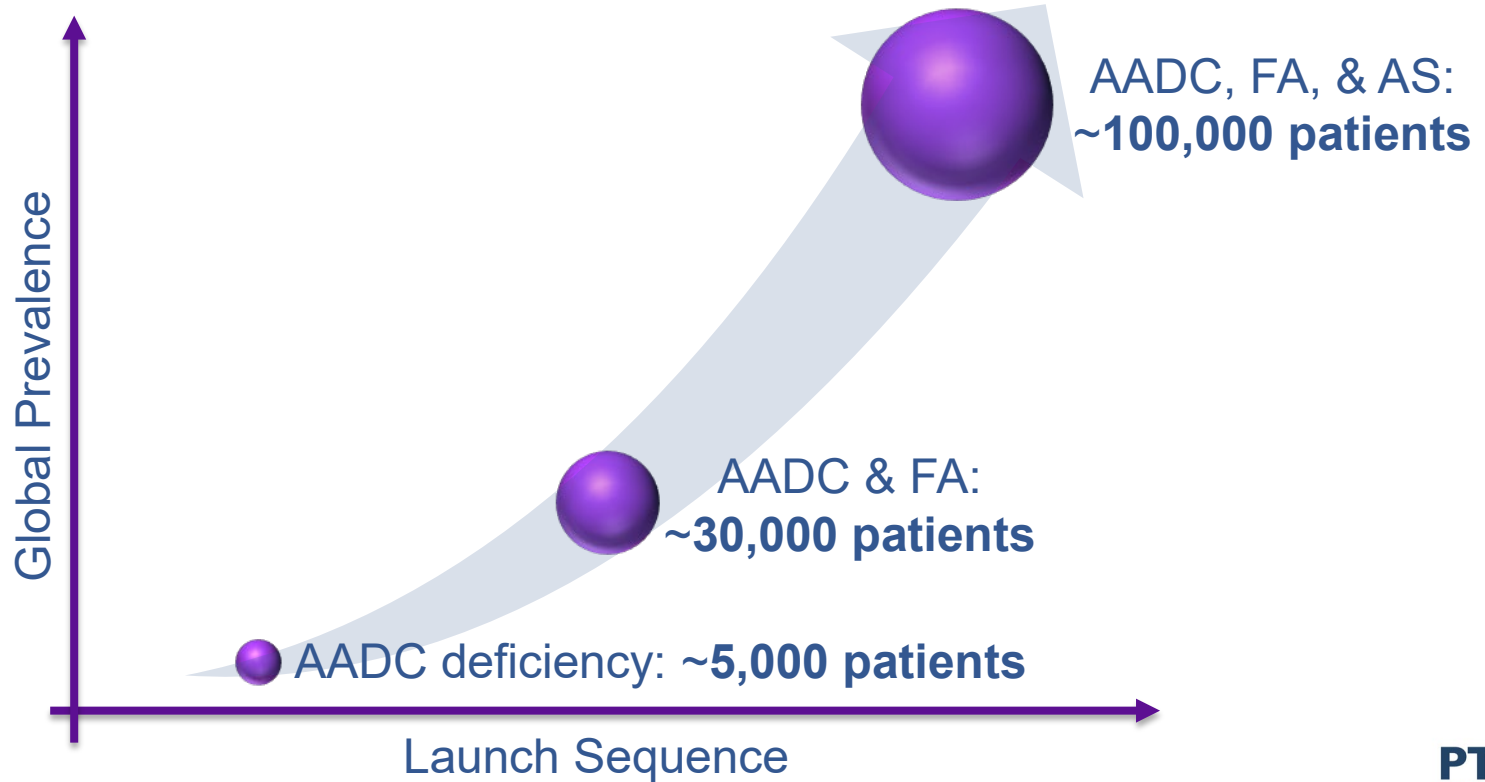 AADC, FA, & AS:
~100,000 patients
Global Prevalence
AADC & FA:
~30,000 patients
AADC deficiency: ~5,000 patients
Launch Sequence
PT